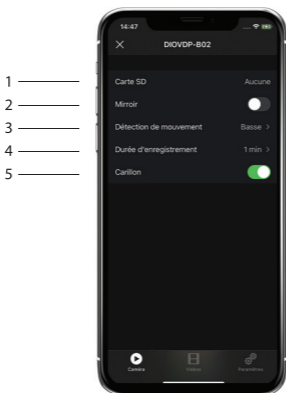 14:47
DIOVDP-B02
1 Carte SD Aucune
2 Mirroir
3 Détection de mouvement Basse >
4 Durée d'enregistrement 1 min >
5 Carillon
Caméra Vidéos Paramètres